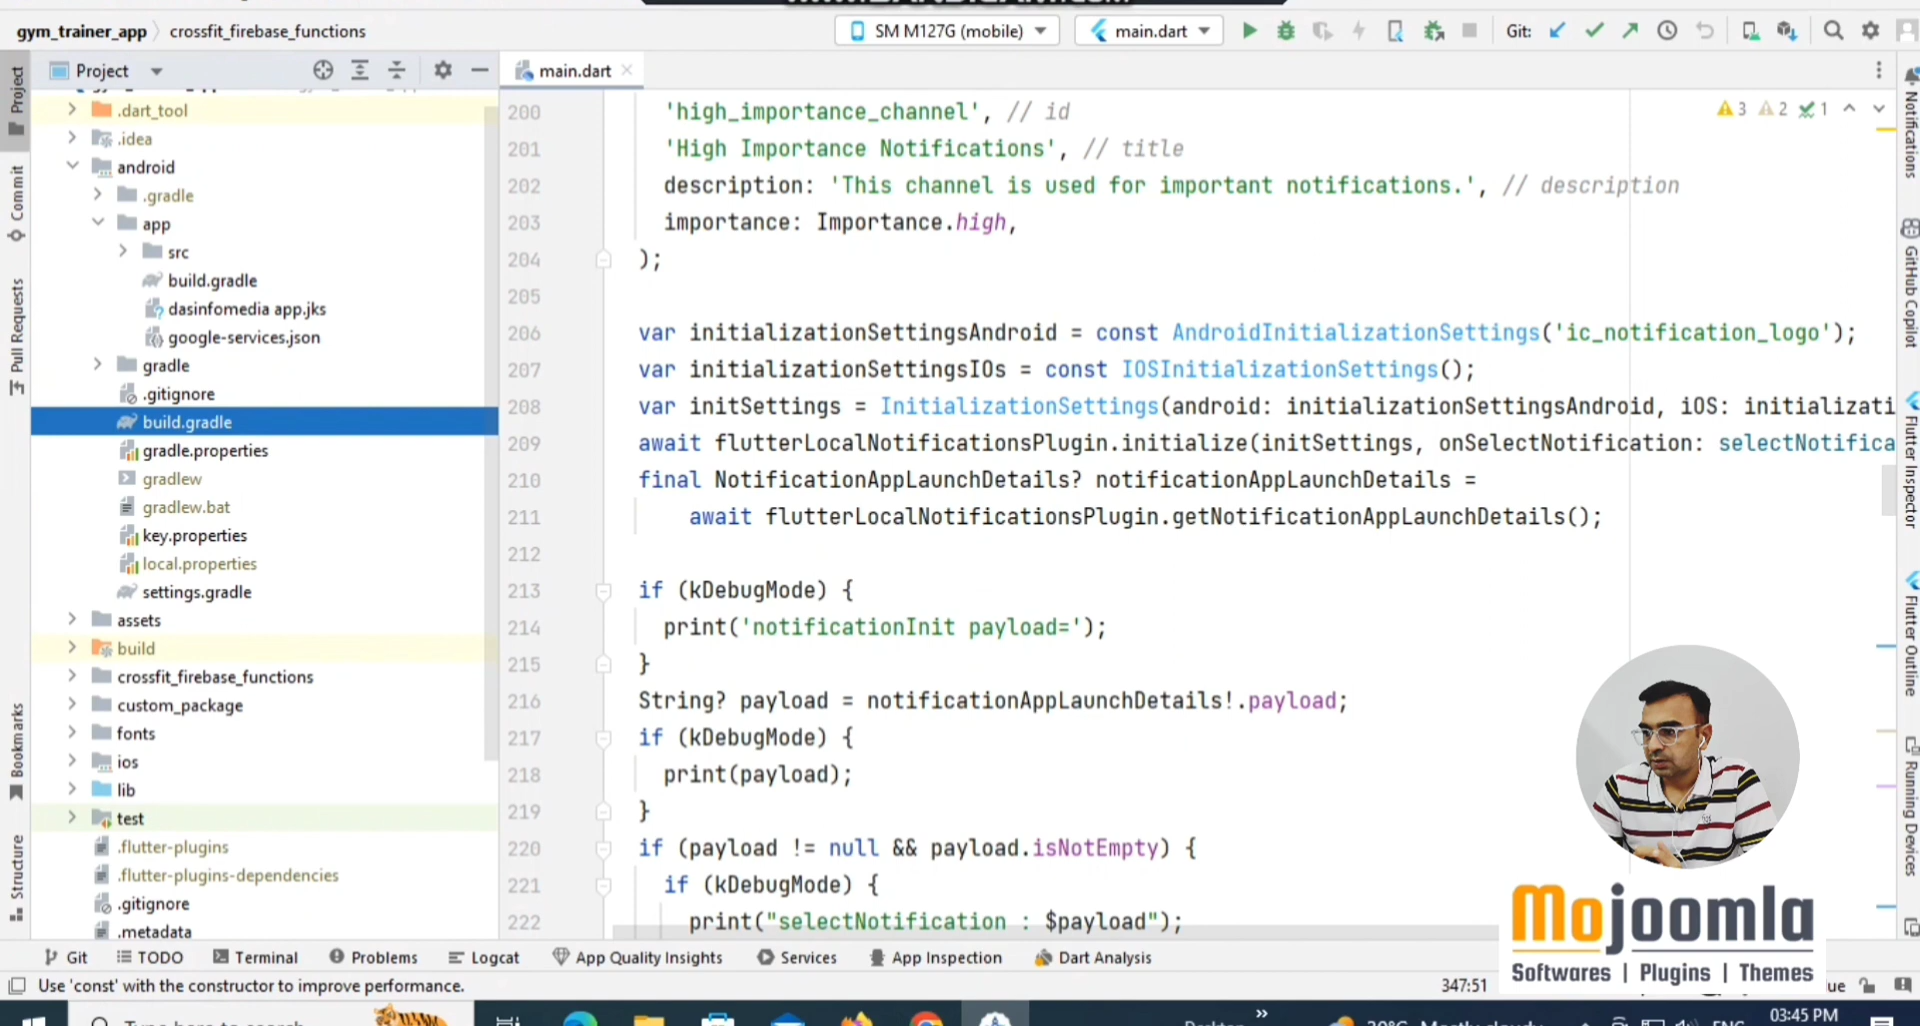 gym_trainer_app
crossfit_firebase_functions
SM M127G (mobile)
main.dart
Git:
Project
main.dart
3 2 1
Project
Commit
Pull Requests
Bookmarks
Structure
.dart_tool
.idea
android
.gradle
app
src
build.gradle
dasinfomedia app.jks
google-services.json
gradle
.gitignore
build.gradle
gradle.properties
gradlew
gradlew.bat
key.properties
local.properties
settings.gradle
assets
build
crossfit_firebase_functions
custom_package
fonts
ios
lib
test
.flutter-plugins
.flutter-plugins-dependencies
.gitignore
.metadata
200 'high_importance_channel', // id
201 'High Importance Notifications', // title
202 description: 'This channel is used for important notifications.', // description
203 importance: Importance.high,
204 );
205
206 var initializationSettingsAndroid = const AndroidInitializationSettings('ic_notification_logo');
207 var initializationSettingsIOs = const IOSInitializationSettings();
208 var initSettings = InitializationSettings(android: initializationSettingsAndroid, iOS: initializati
209 await flutterLocalNotificationsPlugin.initialize(initSettings, onSelectNotification: selectNotifica
210 final NotificationAppLaunchDetails? notificationAppLaunchDetails =
211 await flutterLocalNotificationsPlugin.getNotificationAppLaunchDetails();
212
213 if (kDebugMode) {
214 print('notificationInit payload=');
215 }
216 String? payload = notificationAppLaunchDetails!.payload;
217 if (kDebugMode) {
218 print(payload);
219 }
220 if (payload != null && payload.isNotEmpty) {
221 if (kDebugMode) {
222 print("selectNotification : $payload");
Notifications
GitHub Copilot
Flutter Inspector
Flutter Outline
Running Devices
Mojoomla
Softwares | Plugins | Themes
Git
TODO
Terminal
Problems
Logcat
App Quality Insights
Services
App Inspection
Dart Analysis
Use 'const' with the constructor to improve performance.
347:51
ue
03:45 PM